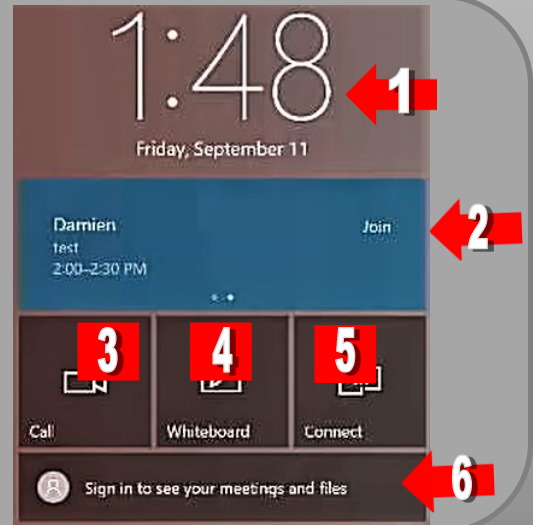 1:48
1
Friday, September 11
Damien
Join
2
test
2:00–2:30 PM
3
4
5
Call
Whiteboard
Connect
Sign in to see your meetings and files
6